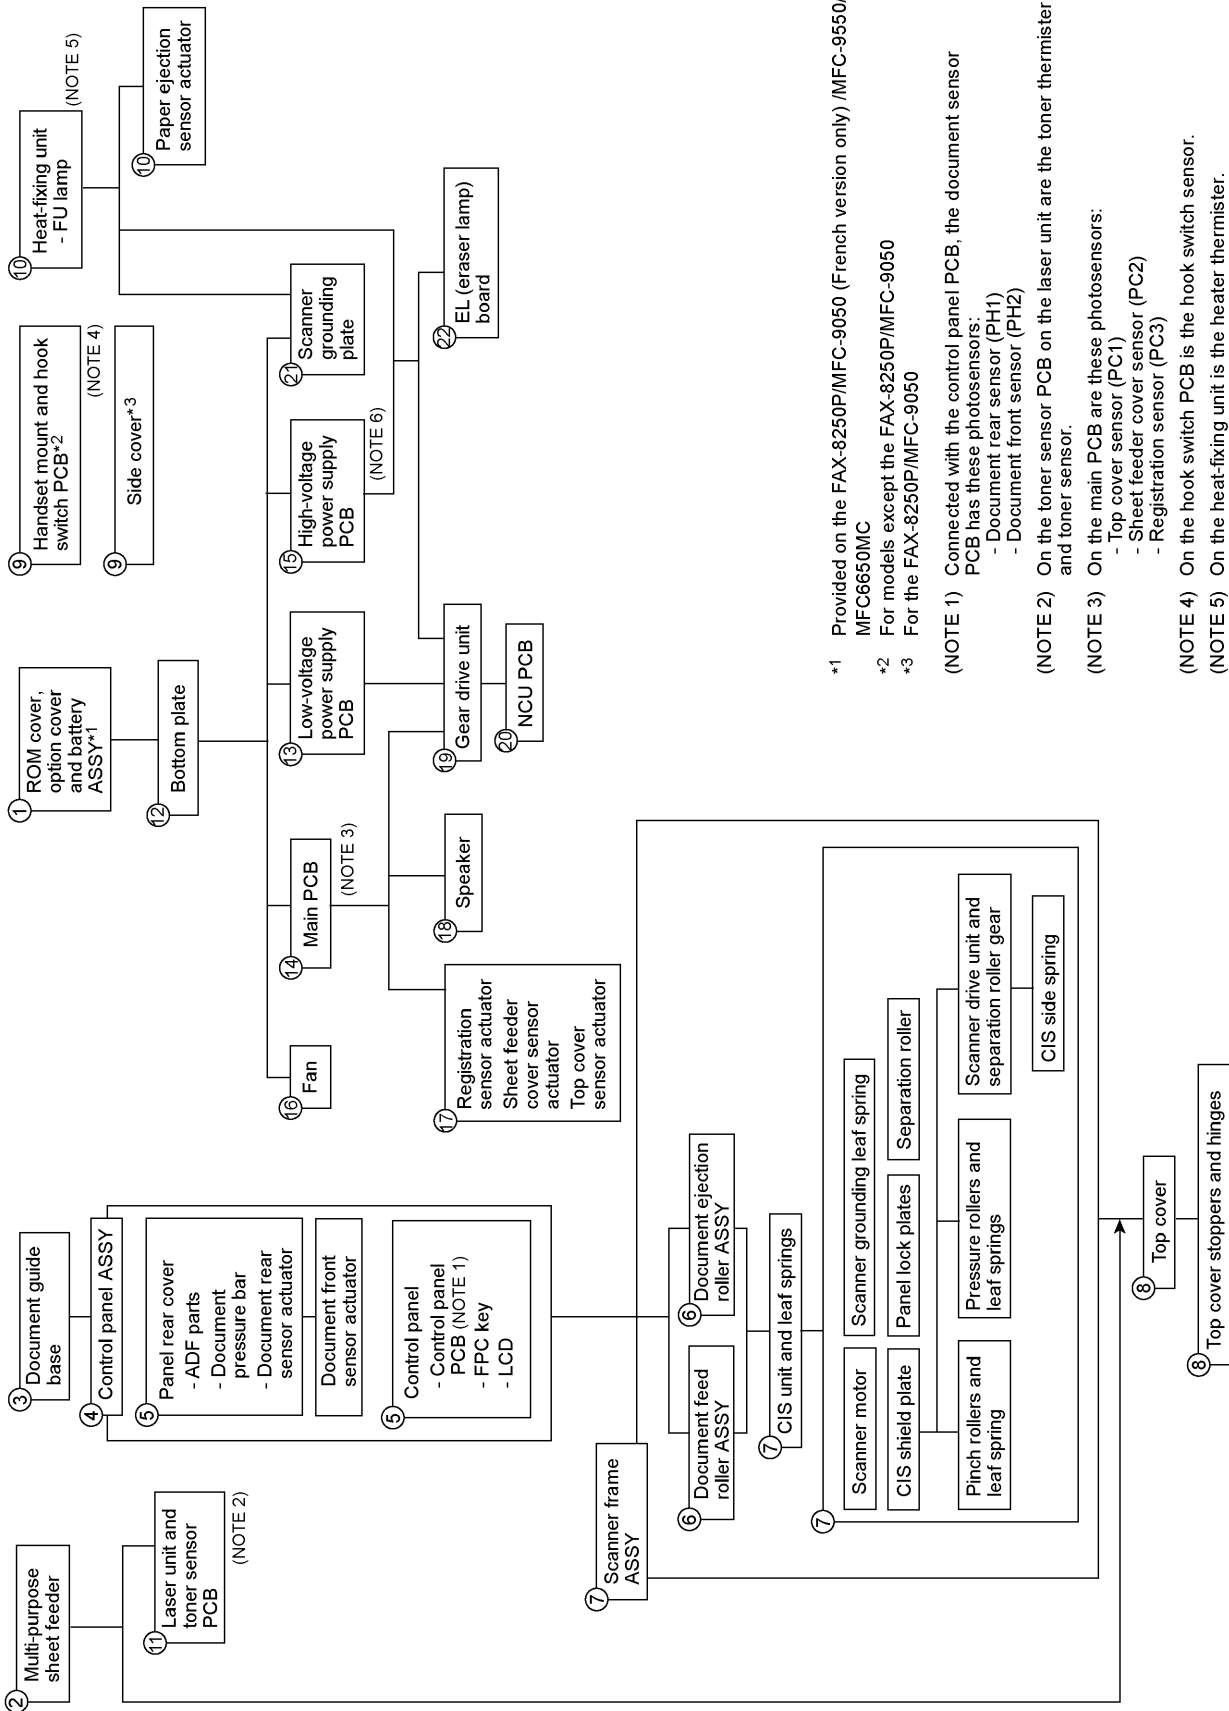 2
Multi-purpose
sheet feeder
11
Laser unit and
toner sensor
PCB
(NOTE 2)
3
Document guide
base
4
Control panel ASSY
5
Panel rear cover
- ADF parts
- Document
pressure bar
- Document rear
sensor actuator
Document front
sensor actuator
5
Control panel
- Control panel
PCB (NOTE 1)
- FPC key
- LCD
7
Scanner frame
ASSY
6
Document feed
roller ASSY
6
Document ejection
roller ASSY
7
CIS unit and leaf springs
7
Scanner motor
Scanner grounding leaf spring
CIS shield plate
Panel lock plates
Separation roller
Pinch rollers and
leaf spring
Pressure rollers and
leaf springs
Scanner drive unit and
separation roller gear
CIS side spring
8
Top cover
8
Top cover stoppers and hinges
1
ROM cover,
option cover
and battery
ASSY*1
12
Bottom plate
16
Fan
14
Main PCB
(NOTE 3)
13
Low-voltage
power supply
PCB
15
High-voltage
power supply
PCB
(NOTE 6)
21
Scanner
grounding
plate
17
Registration
sensor actuator
Sheet feeder
cover sensor
actuator
Top cover
sensor actuator
18
Speaker
19
Gear drive unit
20
NCU PCB
22
EL (eraser lamp)
board
9
Handset mount and hook
switch PCB*2
(NOTE 4)
9
Side cover*3
10
Heat-fixing unit
- FU lamp
(NOTE 5)
10
Paper ejection
sensor actuator
*1 Provided on the FAX-8250P/MFC-9050 (French version only) /MFC-9550/
MFC6650MC
*2 For models except the FAX-8250P/MFC-9050
*3 For the FAX-8250P/MFC-9050
(NOTE 1) Connected with the control panel PCB, the document sensor
PCB has these photosensors:
- Document rear sensor (PH1)
- Document front sensor (PH2)
(NOTE 2) On the toner sensor PCB on the laser unit are the toner thermister
and toner sensor.
(NOTE 3) On the main PCB are these photosensors:
- Top cover sensor (PC1)
- Sheet feeder cover sensor (PC2)
- Registration sensor (PC3)
(NOTE 4) On the hook switch PCB is the hook switch sensor.
(NOTE 5) On the heat-fixing unit is the heater thermister.